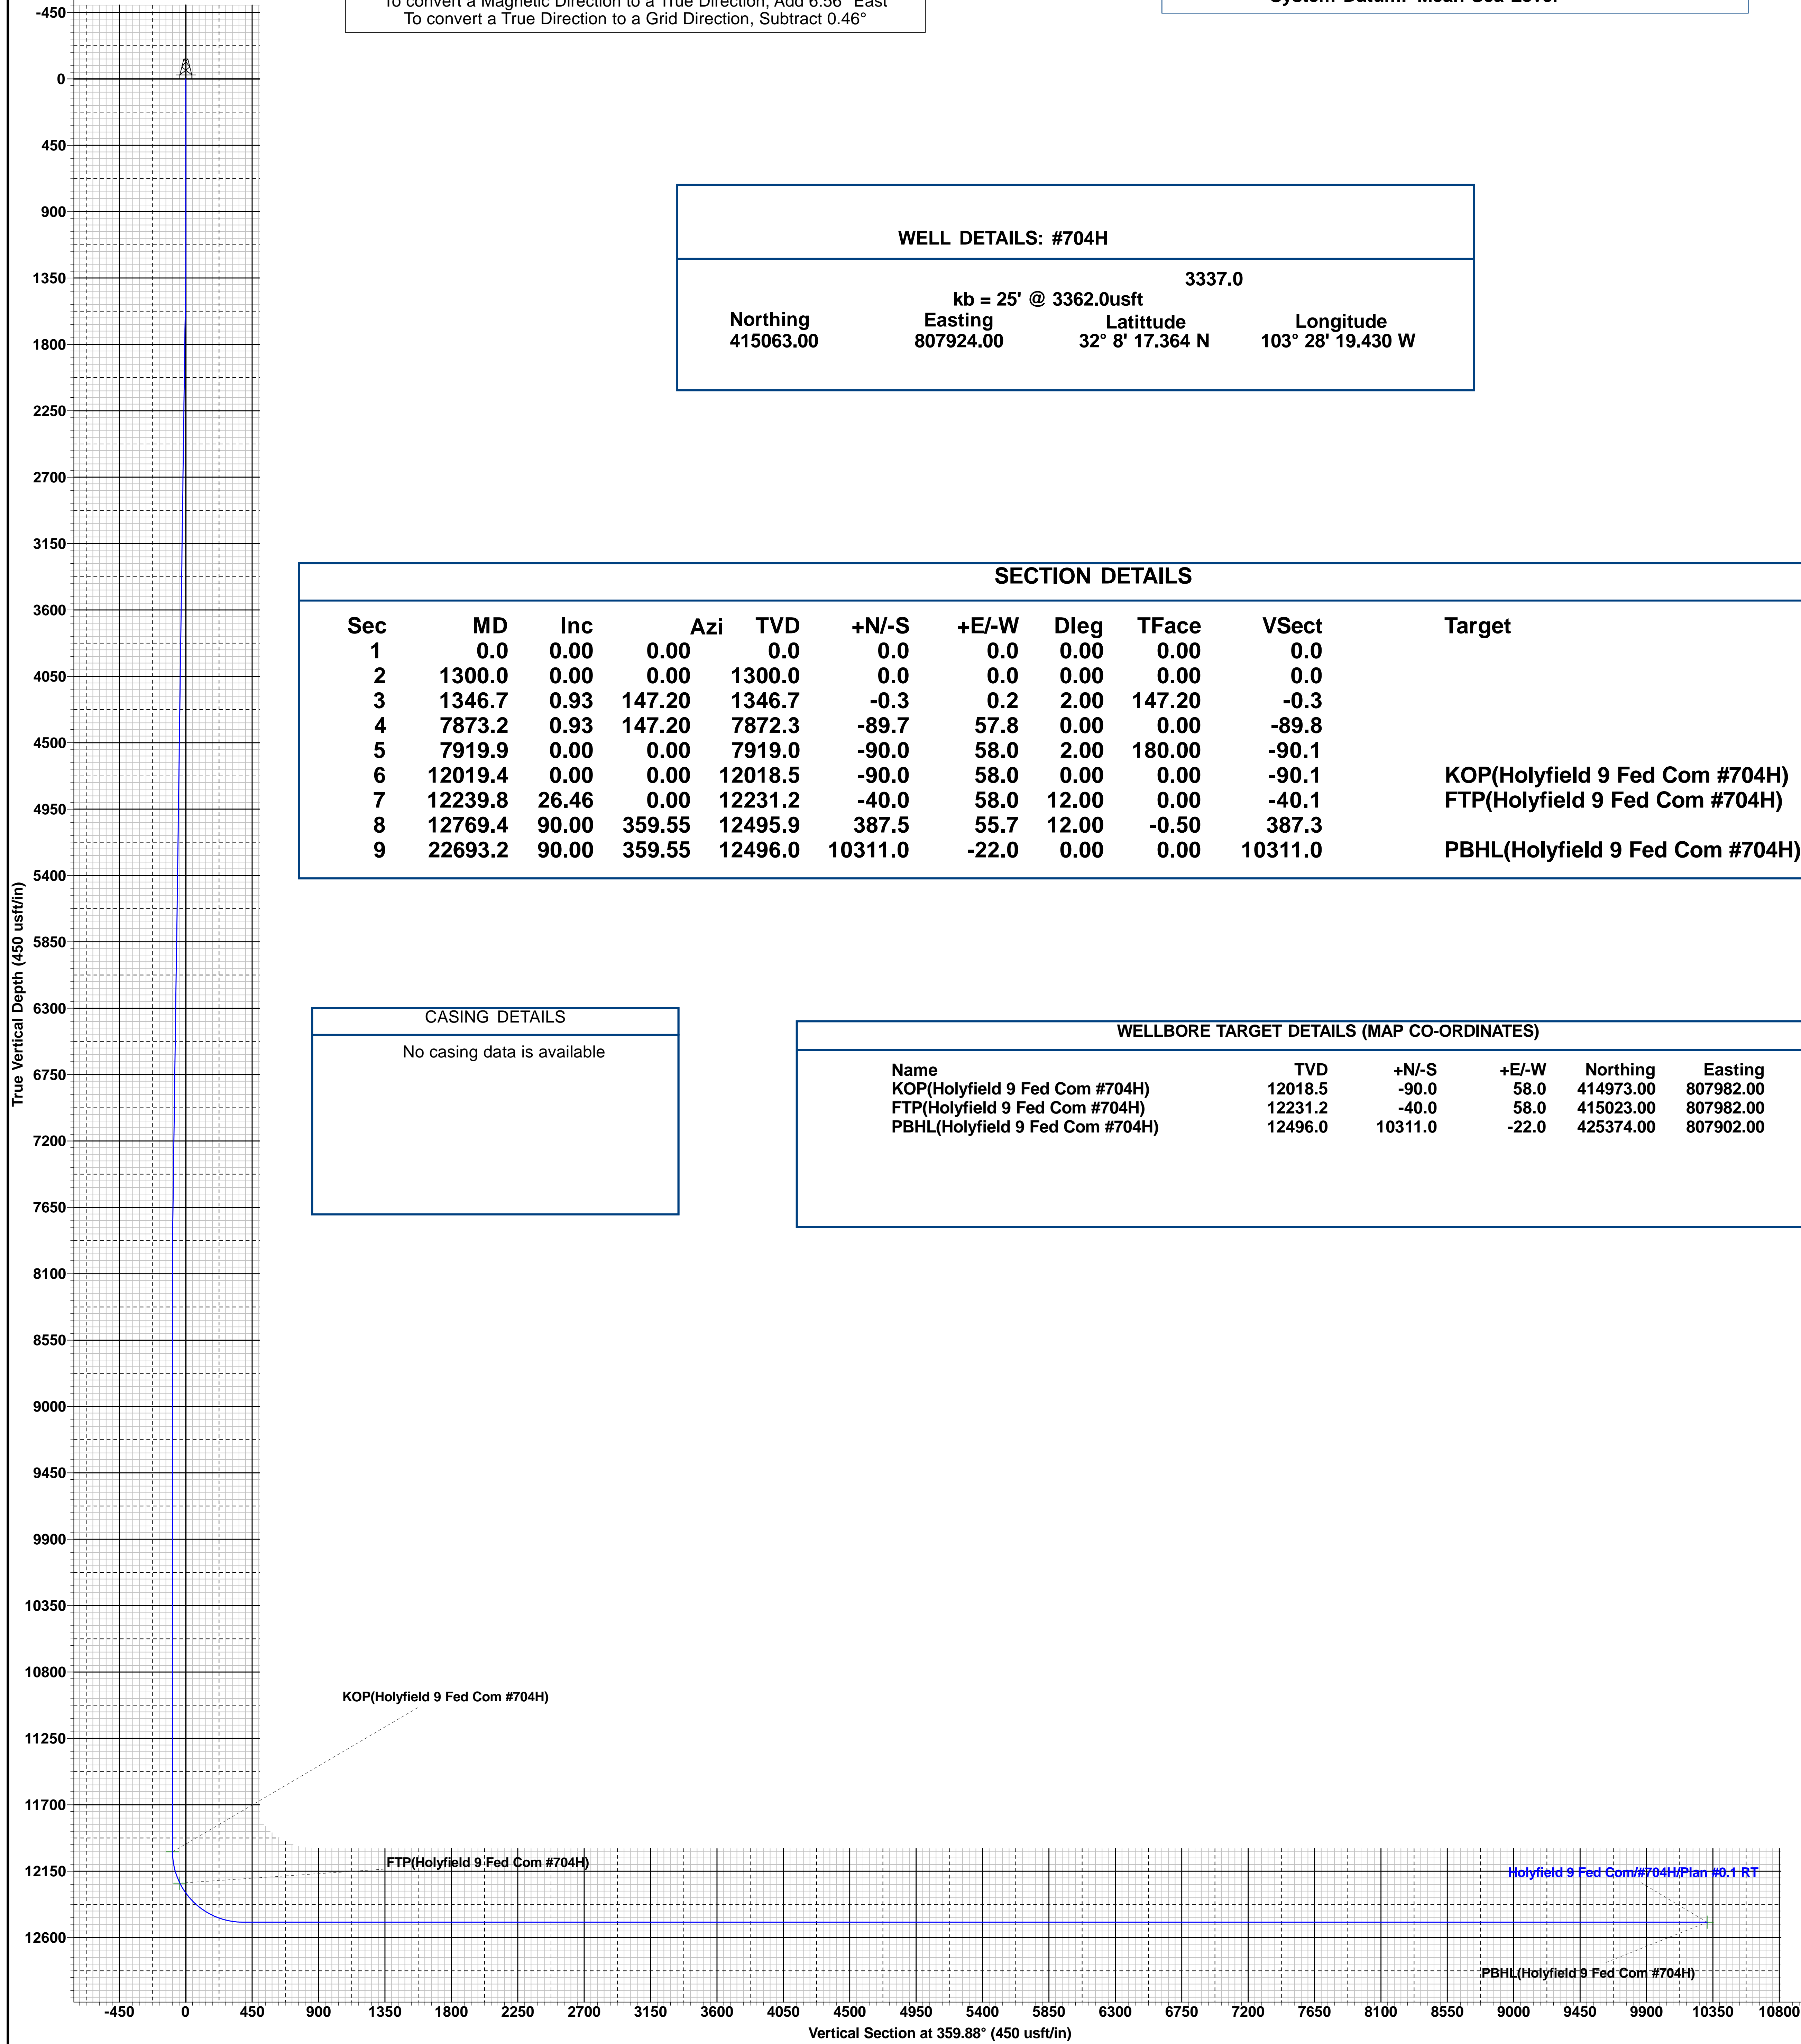 To convert a Magnetic Direction to a True Direction, Add 6.56° East
To convert a True Direction to a Grid Direction, Subtract 0.46°
System Datum: Mean Sea Level
WELL DETAILS: #704H
3337.0
kb = 25' @ 3362.0usft
Northing Easting Latittude Longitude
415063.00 807924.00 32° 8' 17.364 N 103° 28' 19.430 W
SECTION DETAILS
Sec MD Inc Azi TVD +N/-S +E/-W Dleg TFace VSect Target
1 0.0 0.00 0.00 0.0 0.0 0.0 0.00 0.00 0.0
2 1300.0 0.00 0.00 1300.0 0.0 0.0 0.00 0.00 0.0
3 1346.7 0.93 147.20 1346.7 -0.3 0.2 2.00 147.20 -0.3
4 7873.2 0.93 147.20 7872.3 -89.7 57.8 0.00 0.00 -89.8
5 7919.9 0.00 0.00 7919.0 -90.0 58.0 2.00 180.00 -90.1
6 12019.4 0.00 0.00 12018.5 -90.0 58.0 0.00 0.00 -90.1 KOP(Holyfield 9 Fed Com #704H)
7 12239.8 26.46 0.00 12231.2 -40.0 58.0 12.00 0.00 -40.1 FTP(Holyfield 9 Fed Com #704H)
8 12769.4 90.00 359.55 12495.9 387.5 55.7 12.00 -0.50 387.3
9 22693.2 90.00 359.55 12496.0 10311.0 -22.0 0.00 0.00 10311.0 PBHL(Holyfield 9 Fed Com #704H)
CASING DETAILS
No casing data is available
WELLBORE TARGET DETAILS (MAP CO-ORDINATES)
Name TVD +N/-S +E/-W Northing Easting
KOP(Holyfield 9 Fed Com #704H) 12018.5 -90.0 58.0 414973.00 807982.00
FTP(Holyfield 9 Fed Com #704H) 12231.2 -40.0 58.0 415023.00 807982.00
PBHL(Holyfield 9 Fed Com #704H) 12496.0 10311.0 -22.0 425374.00 807902.00
True Vertical Depth (450 usft/in)
-450
0
450
900
1350
1800
2250
2700
3150
3600
4050
4500
4950
5400
5850
6300
6750
7200
7650
8100
8550
9000
9450
9900
10350
10800
11250
11700
12150
12600
KOP(Holyfield 9 Fed Com #704H)
FTP(Holyfield 9 Fed Com #704H)
Holyfield 9 Fed Com/#704H/Plan #0.1 RT
PBHL(Holyfield 9 Fed Com #704H)
-450 0 450 900 1350 1800 2250 2700 3150 3600 4050 4500 4950 5400 5850 6300 6750 7200 7650 8100 8550 9000 9450 9900 10350 10800
Vertical Section at 359.88° (450 usft/in)